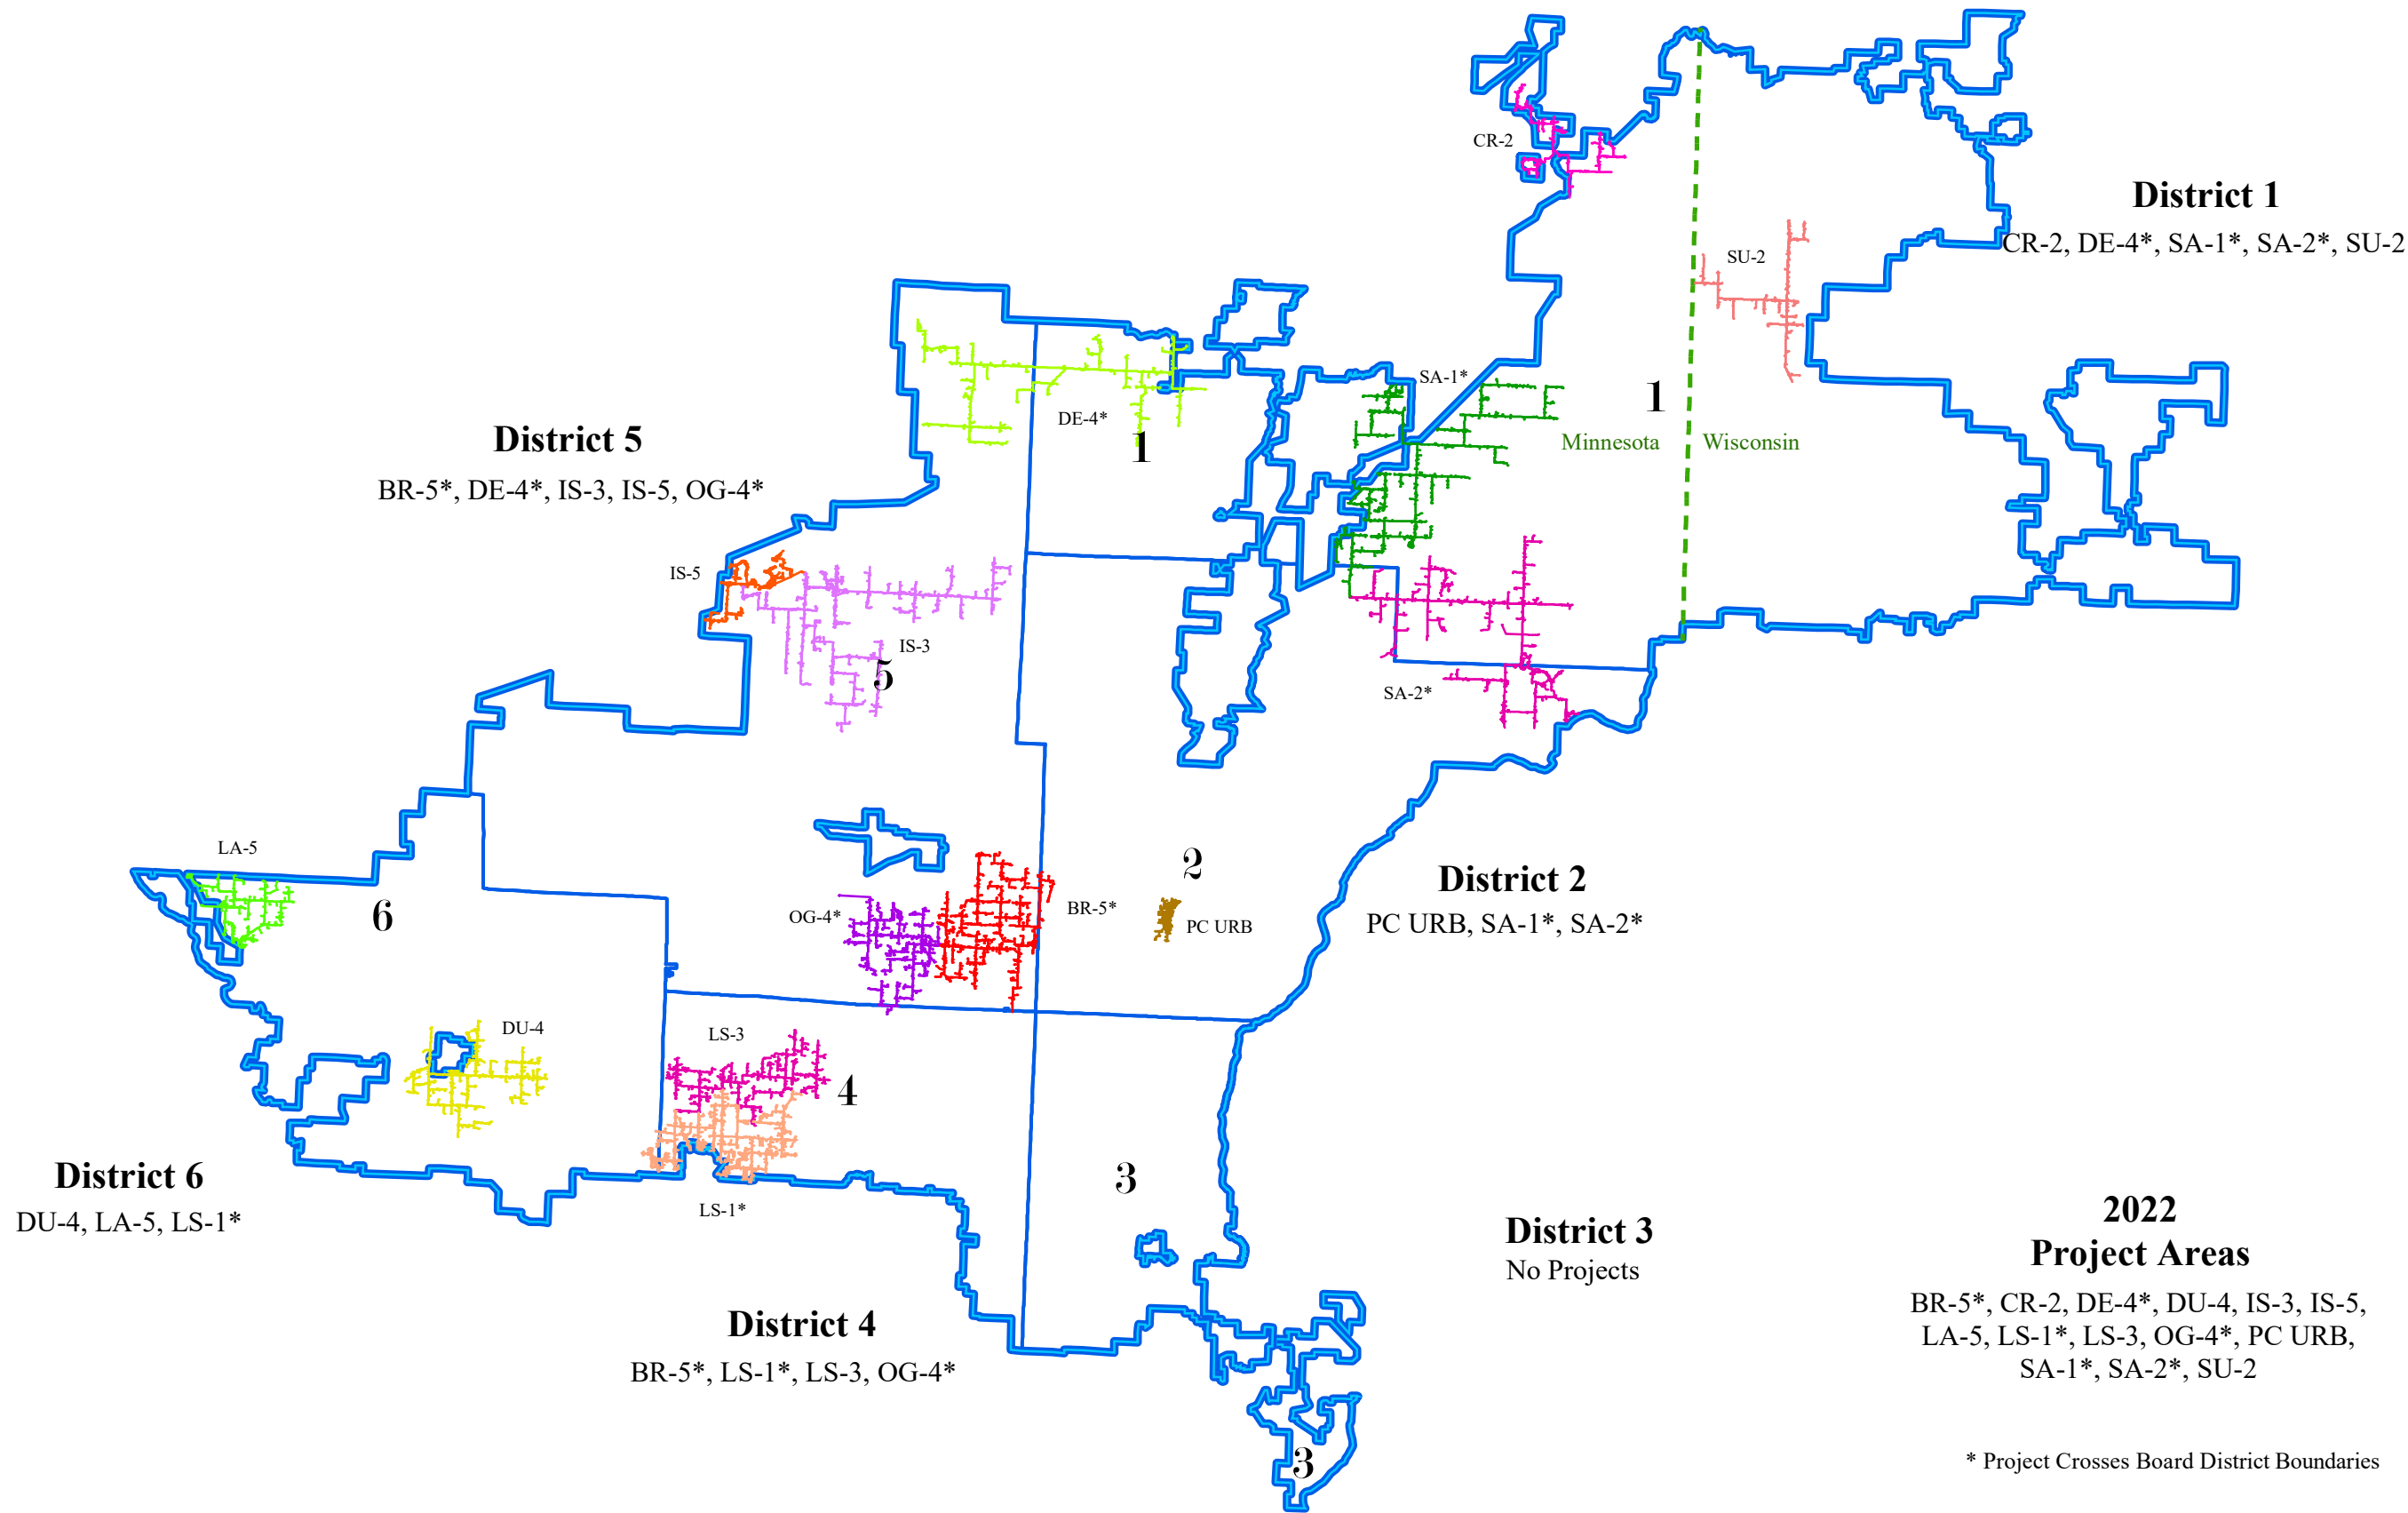 CR-2
District 1
CR-2, DE-4*, SA-1*, SA-2*, SU-2
SU-2
SA-1*
1
Minnesota
Wisconsin
DE-4*
1
District 5
BR-5*, DE-4*, IS-3, IS-5, OG-4*
IS-5
IS-3
5
SA-2*
LA-5
6
2
District 2
PC URB, SA-1*, SA-2*
OG-4*
BR-5*
PC URB
DU-4
LS-3
4
3
District 6
DU-4, LA-5, LS-1*
LS-1*
District 3
No Projects
District 4
BR-5*, LS-1*, LS-3, OG-4*
3
2022
Project Areas
BR-5*, CR-2, DE-4*, DU-4, IS-3, IS-5,
LA-5, LS-1*, LS-3, OG-4*, PC URB,
SA-1*, SA-2*, SU-2
* Project Crosses Board District Boundaries